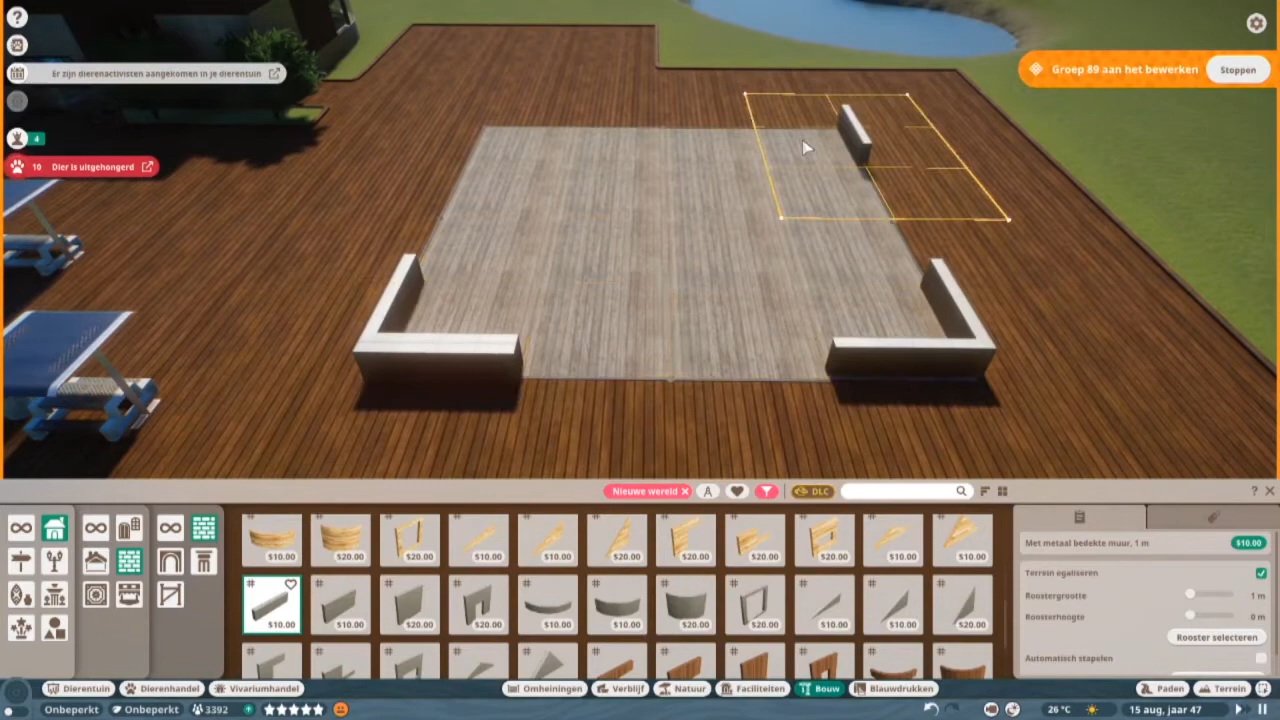 ?
Er zijn dierenactivisten aangekomen in je dierentuin
4
10 Dier is uitgehongerd
Groep 89 aan het bewerken
Stoppen
Nieuwe wereld ×
DLC
? ×
$10.00 $20.00 $20.00 $10.00 $10.00 $10.00 $20.00 $10.00 $20.00 $10.00 $10.00
$10.00 $10.00 $20.00 $20.00 $10.00 $10.00 $20.00 $20.00 $10.00 $10.00 $20.00
Met metaal bedekte muur, 1 m $10.00
Terrein egaliseren
Roostergrootte 1 m
Roosterhoogte 0 m
Rooster selecteren
Automatisch stapelen
Dierentuin Dierenhandel Vivariumhandel Omheiningen Verblijf Natuur Faciliteiten Bouw Blauwdrukken Paden Terrein
Onbeperkt Onbeperkt 3392 26 °C 15 aug, jaar 47